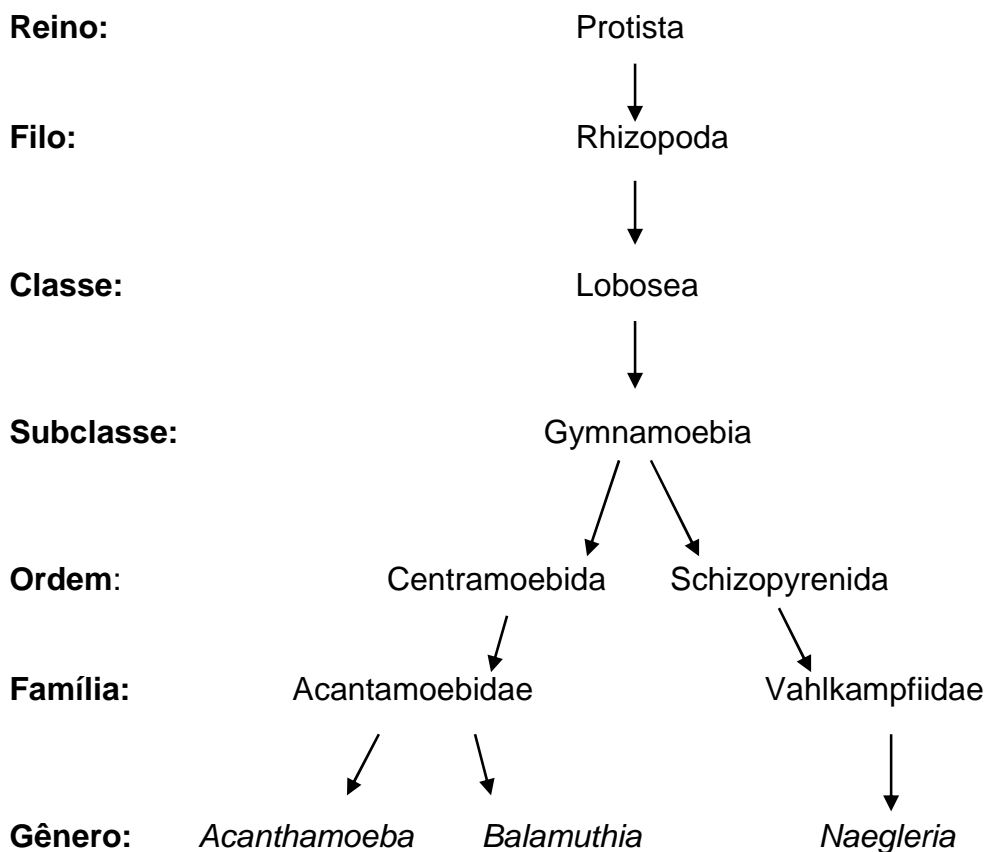 Reino: Protista
Filo: Rhizopoda
Classe: Lobosea
Subclasse: Gymnamoebia
Ordem: Centramoebida Schizopyrenida
Família: Acantamoebidae Vahlkampfiidae
Gênero: Acanthamoeba Balamuthia Naegleria